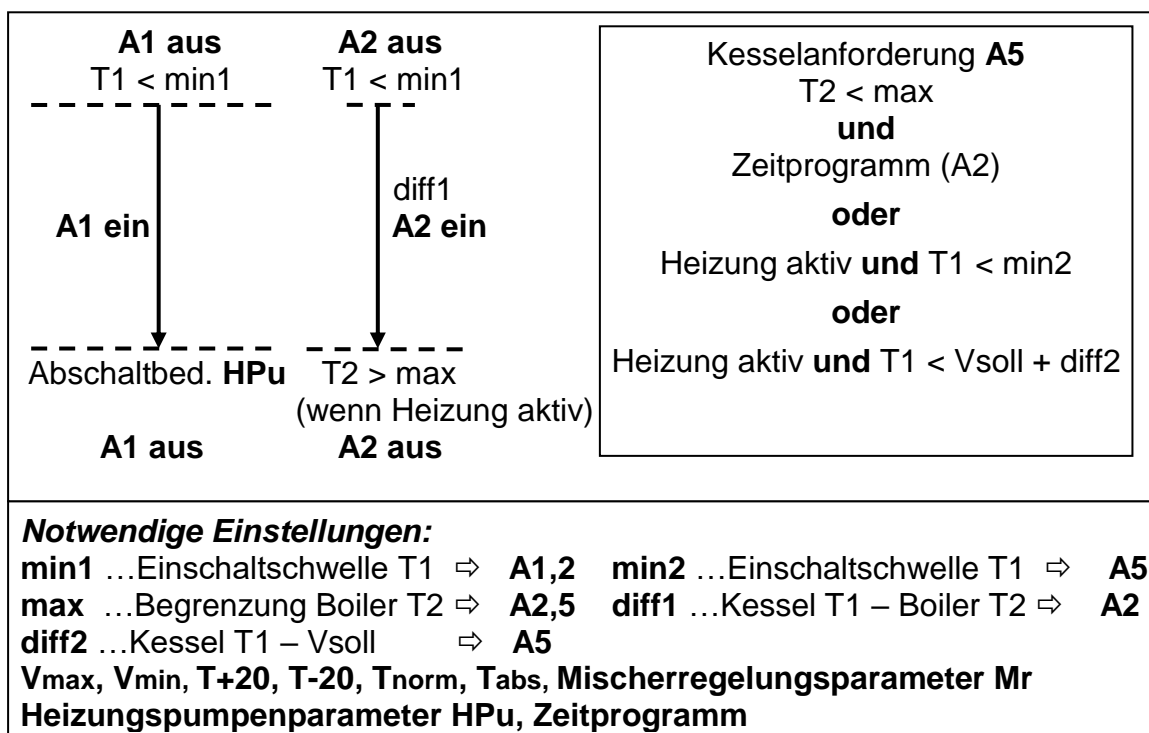 A1 aus
T1 < min1
A1 ein
Abschaltbed. HPu
A1 aus
A2 aus
T1 < min1
diff1
A2 ein
T2 > max
(wenn Heizung aktiv)
A2 aus
Kesselanforderung A5
T2 < max
und
Zeitprogramm (A2)
oder
Heizung aktiv und T1 < min2
oder
Heizung aktiv und T1 < Vsoll + diff2
Notwendige Einstellungen:
min1 …Einschaltschwelle T1 ⇨ A1,2 min2 …Einschaltschwelle T1 ⇨ A5
max …Begrenzung Boiler T2 ⇨ A2,5 diff1 …Kessel T1 – Boiler T2 ⇨ A2
diff2 …Kessel T1 – Vsoll ⇨ A5
Vmax, Vmin, T+20, T-20, Tnorm, Tabs, Mischerregelungsparameter Mr
Heizungspumpenparameter HPu, Zeitprogramm